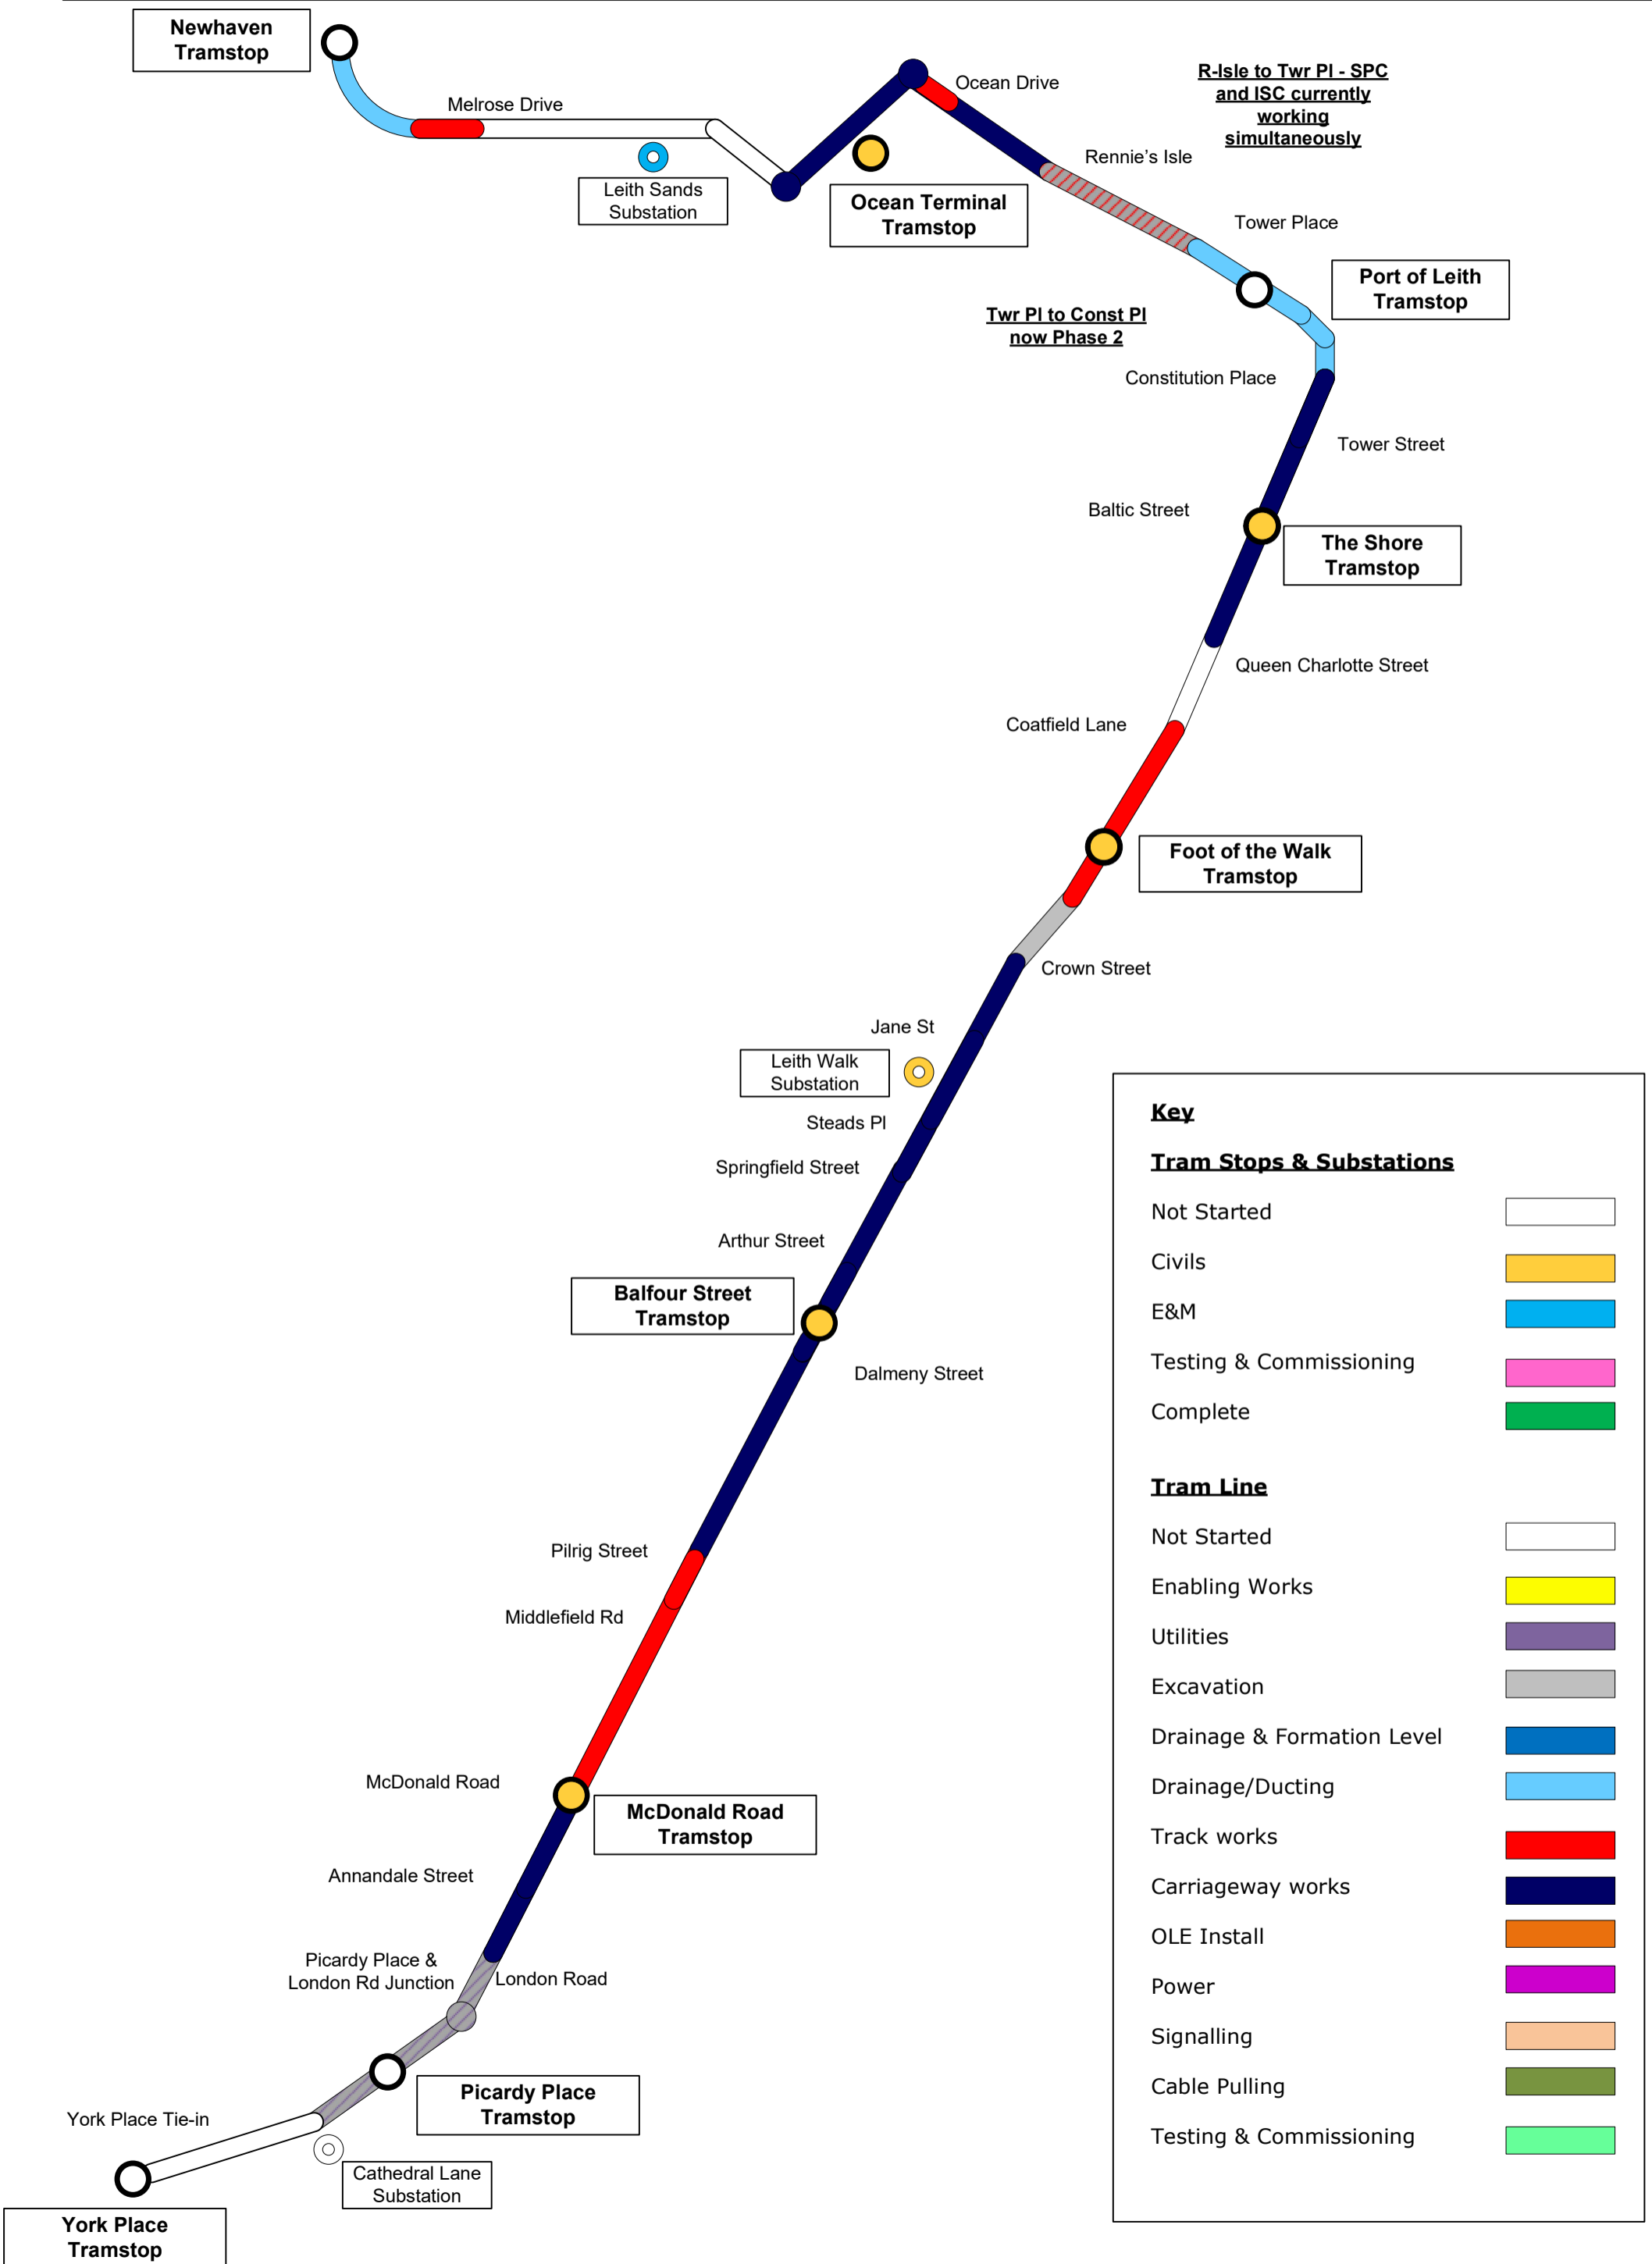 Newhaven
Tramstop
Melrose Drive
Leith Sands
Substation
Ocean Drive
Ocean Terminal
Tramstop
R-Isle to Twr Pl - SPC
and ISC currently
working
simultaneously
Rennie's Isle
Tower Place
Port of Leith
Tramstop
Twr Pl to Const Pl
now Phase 2
Constitution Place
Tower Street
Baltic Street
The Shore
Tramstop
Queen Charlotte Street
Coatfield Lane
Foot of the Walk
Tramstop
Crown Street
Jane St
Leith Walk
Substation
Steads Pl
Springfield Street
Arthur Street
Balfour Street
Tramstop
Dalmeny Street
Pilrig Street
Middlefield Rd
McDonald Road
McDonald Road
Tramstop
Annandale Street
Picardy Place &
London Rd Junction
London Road
Picardy Place
Tramstop
York Place Tie-in
Cathedral Lane
Substation
York Place
Tramstop
Key
Tram Stops & Substations
Not Started
Civils
E&M
Testing & Commissioning
Complete
Tram Line
Not Started
Enabling Works
Utilities
Excavation
Drainage & Formation Level
Drainage/Ducting
Track works
Carriageway works
OLE Install
Power
Signalling
Cable Pulling
Testing & Commissioning